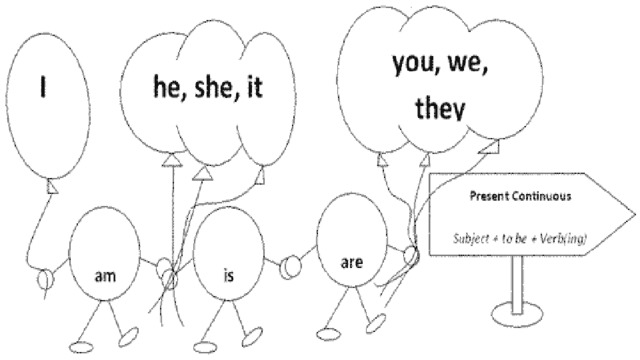 I
he, she, it
you, we,
they
Present Continuous
Subject + to be + Verb(ing)
am
is
are